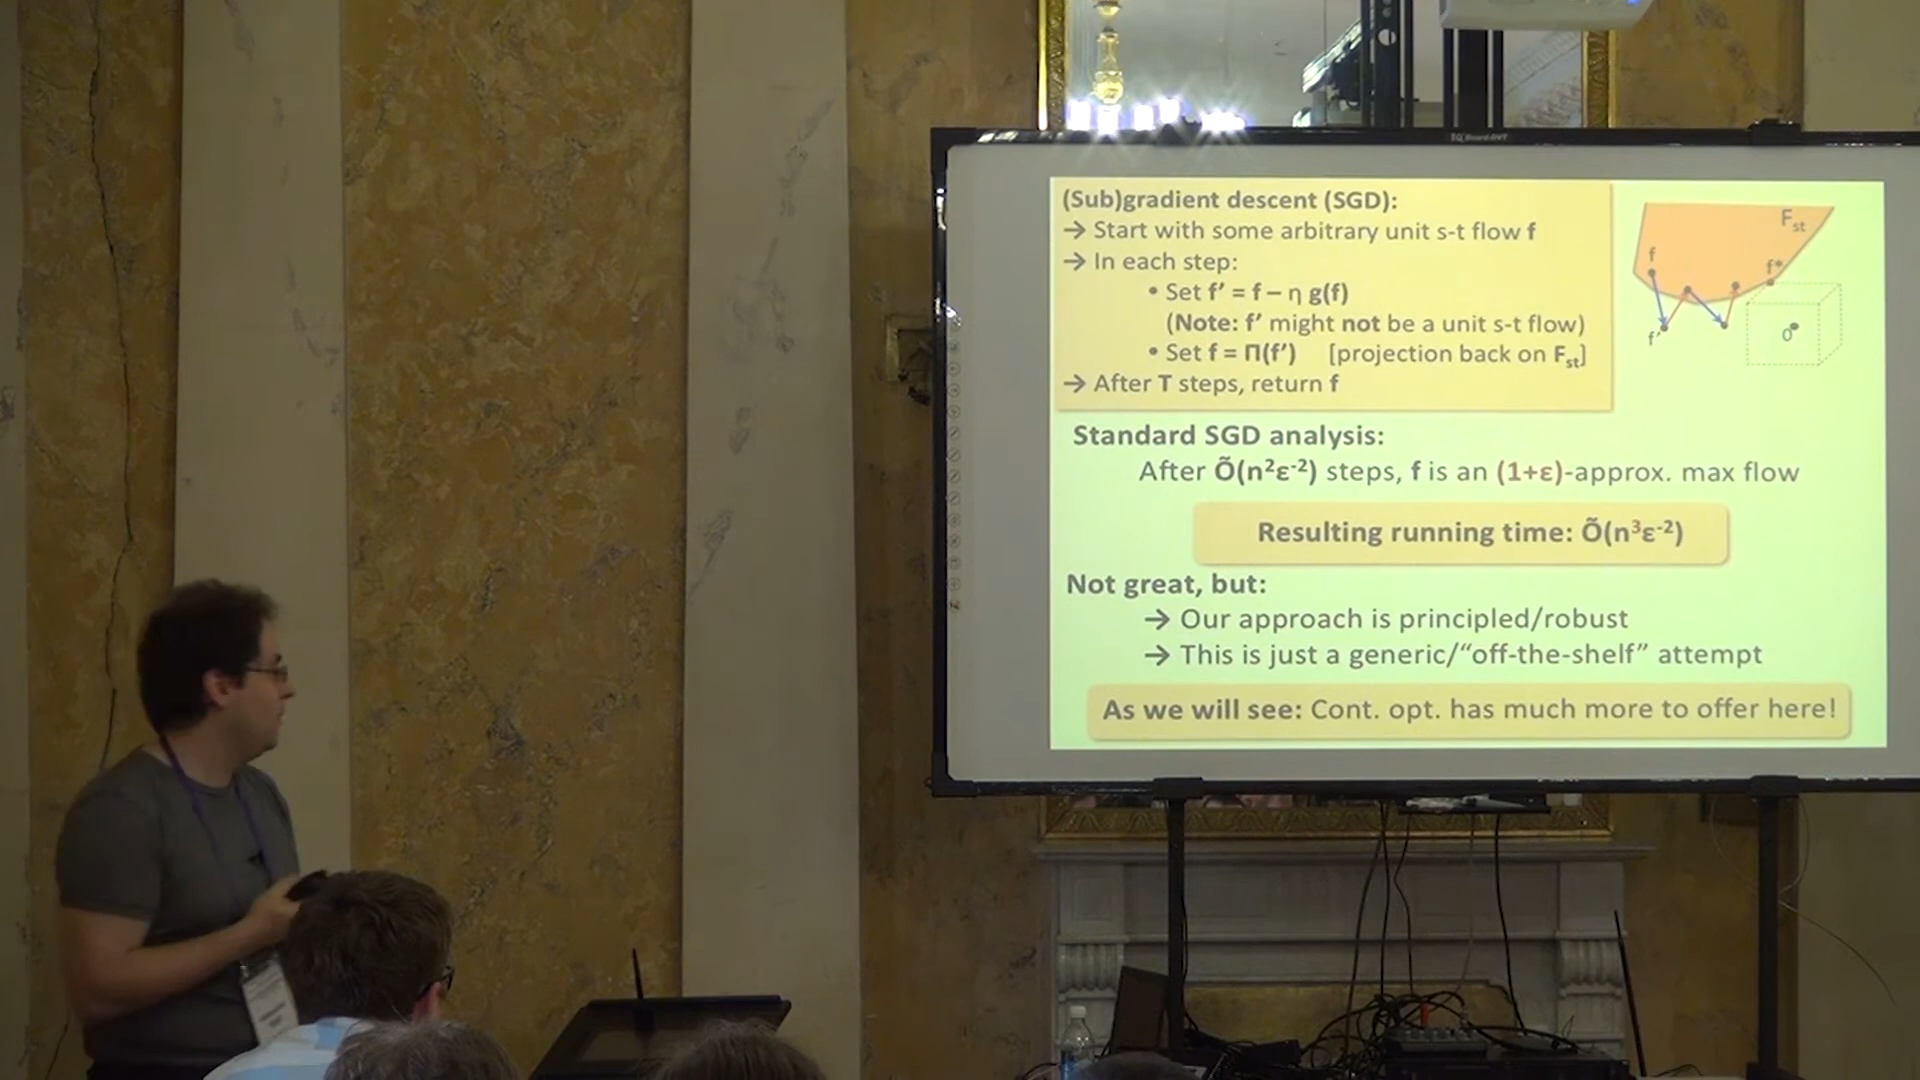 (Sub)gradient descent (SGD):
→ Start with some arbitrary unit s-t flow f
→ In each step:
• Set f' = f – η g(f)
(Note: f' might not be a unit s-t flow)
• Set f = Π(f') [projection back on Fst]
→ After T steps, return f
Fst
f
f*
f'
0
Standard SGD analysis:
After Õ(n²ε⁻²) steps, f is an (1+ε)-approx. max flow
Resulting running time: Õ(n³ε⁻²)
Not great, but:
→ Our approach is principled/robust
→ This is just a generic/“off-the-shelf” attempt
As we will see: Cont. opt. has much more to offer here!